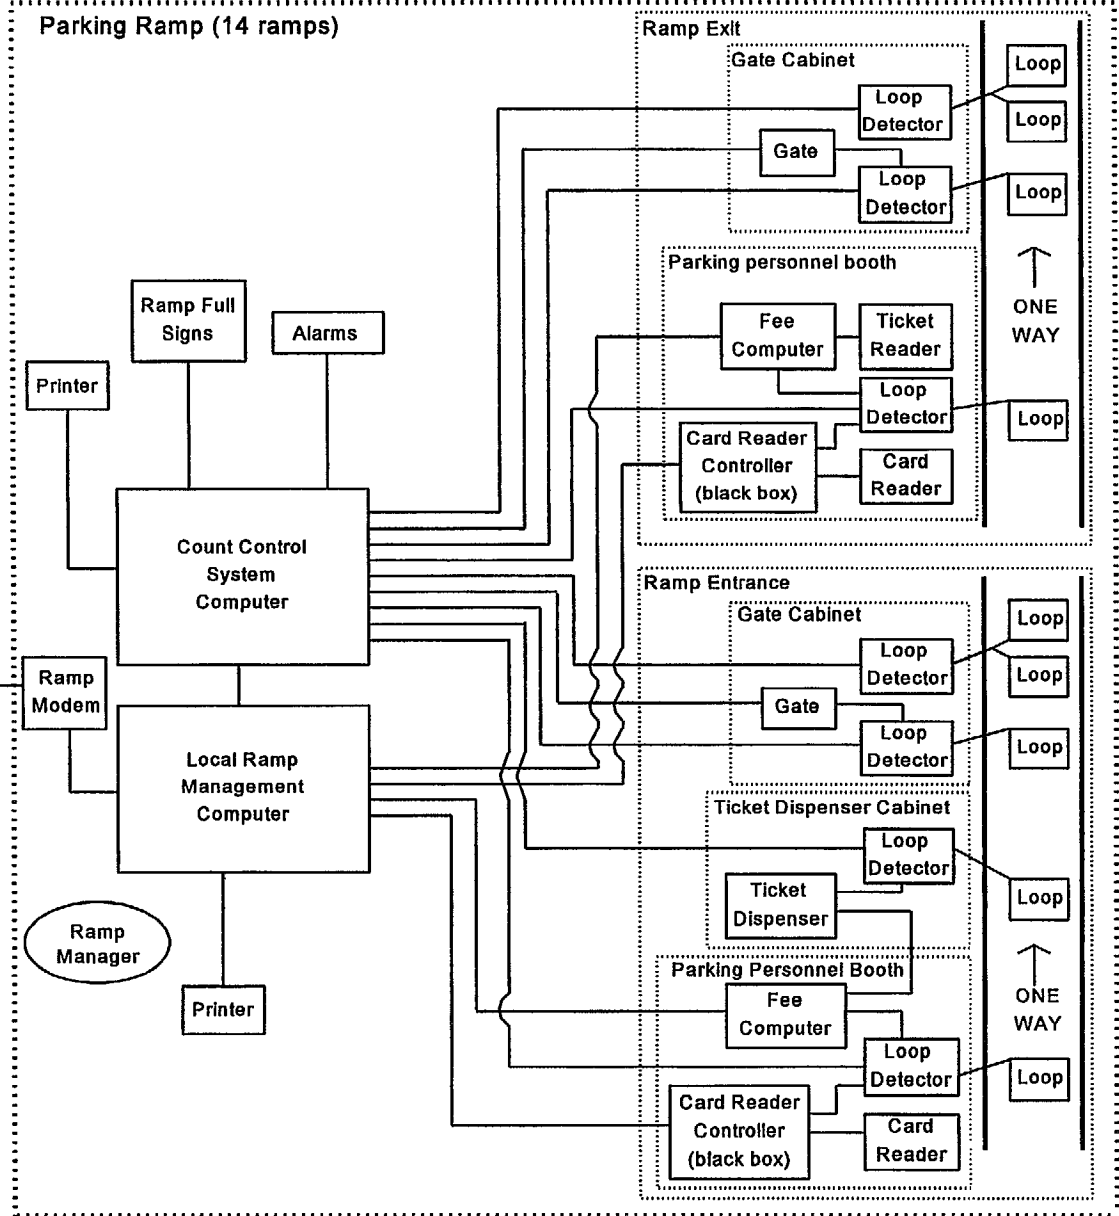 Parking Ramp (14 ramps)
Ramp Exit
Gate Cabinet
Loop
Detector
Loop
Loop
Gate
Loop
Detector
Loop
Parking personnel booth
ONE
WAY
Fee
Computer
Ticket
Reader
Loop
Detector
Loop
Card Reader
Controller
(black box)
Card
Reader
Ramp Full
Signs
Alarms
Printer
Count Control
System
Computer
Ramp
Modem
Local Ramp
Management
Computer
Ramp
Manager
Printer
Ramp Entrance
Gate Cabinet
Loop
Detector
Loop
Loop
Gate
Loop
Detector
Loop
Ticket Dispenser Cabinet
Loop
Detector
Loop
Ticket
Dispenser
Parking Personnel Booth
ONE
WAY
Fee
Computer
Loop
Detector
Loop
Card Reader
Controller
(black box)
Card
Reader